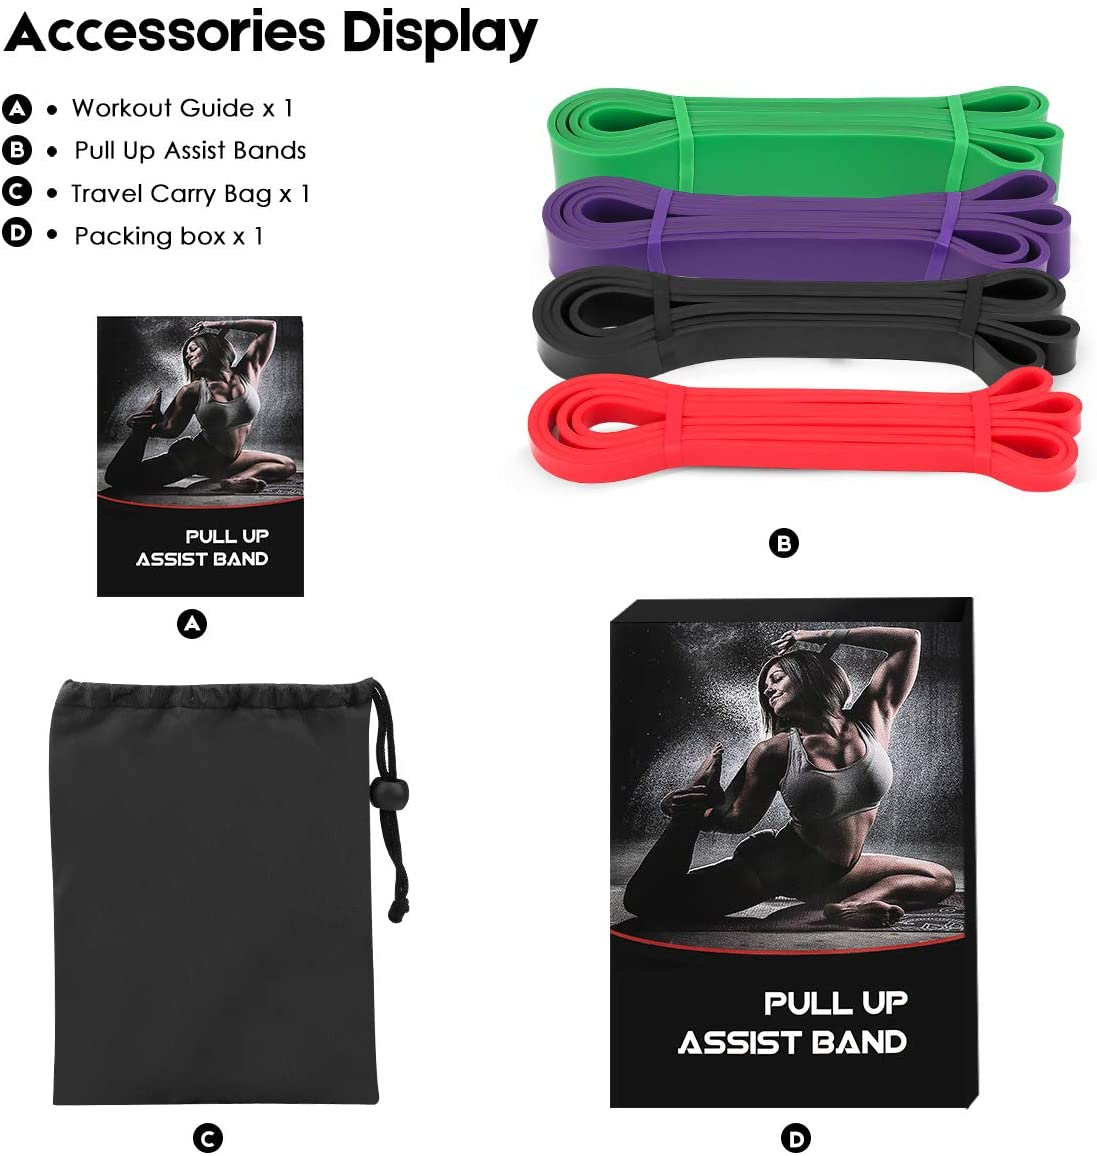 Accessories Display
A • Workout Guide x 1
B • Pull Up Assist Bands
C • Travel Carry Bag x 1
D • Packing box x 1
PULL UP
ASSIST BAND
A
B
C
PULL UP
ASSIST BAND
D